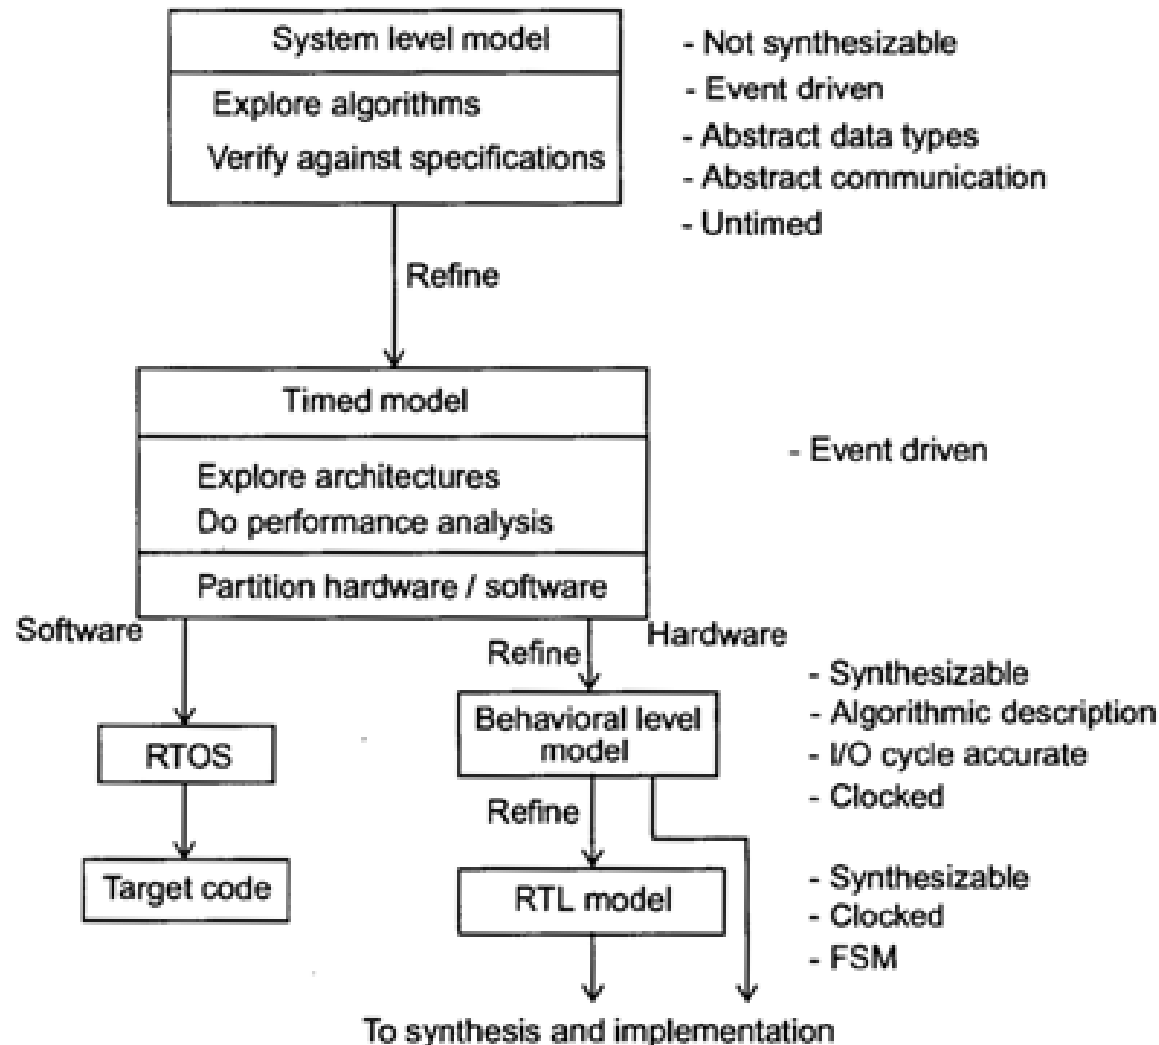 System level model
Explore algorithms
Verify against specifications
- Not synthesizable
- Event driven
- Abstract data types
- Abstract communication
- Untimed
Refine
Timed model
Explore architectures
Do performance analysis
Partition hardware / software
- Event driven
Software
Refine
Hardware
RTOS
Target code
Behavioral level
model
- Synthesizable
- Algorithmic description
- I/O cycle accurate
- Clocked
Refine
RTL model
- Synthesizable
- Clocked
- FSM
To synthesis and implementation